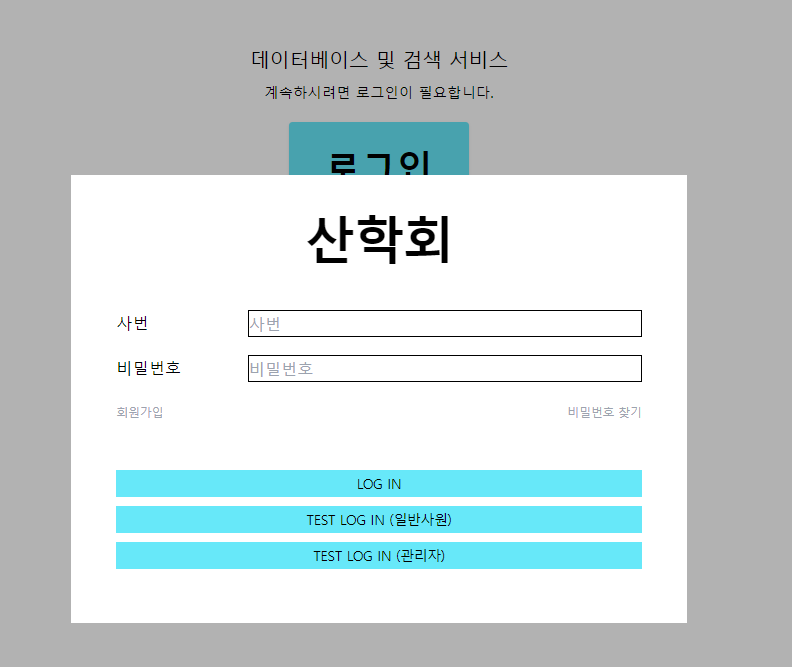 데이터베이스 및 검색 서비스
계속하시려면 로그인이 필요합니다.
로그인
산학회
사번 사번
비밀번호 비밀번호
회원가입 비밀번호 찾기
LOG IN
TEST LOG IN (일반사원)
TEST LOG IN (관리자)